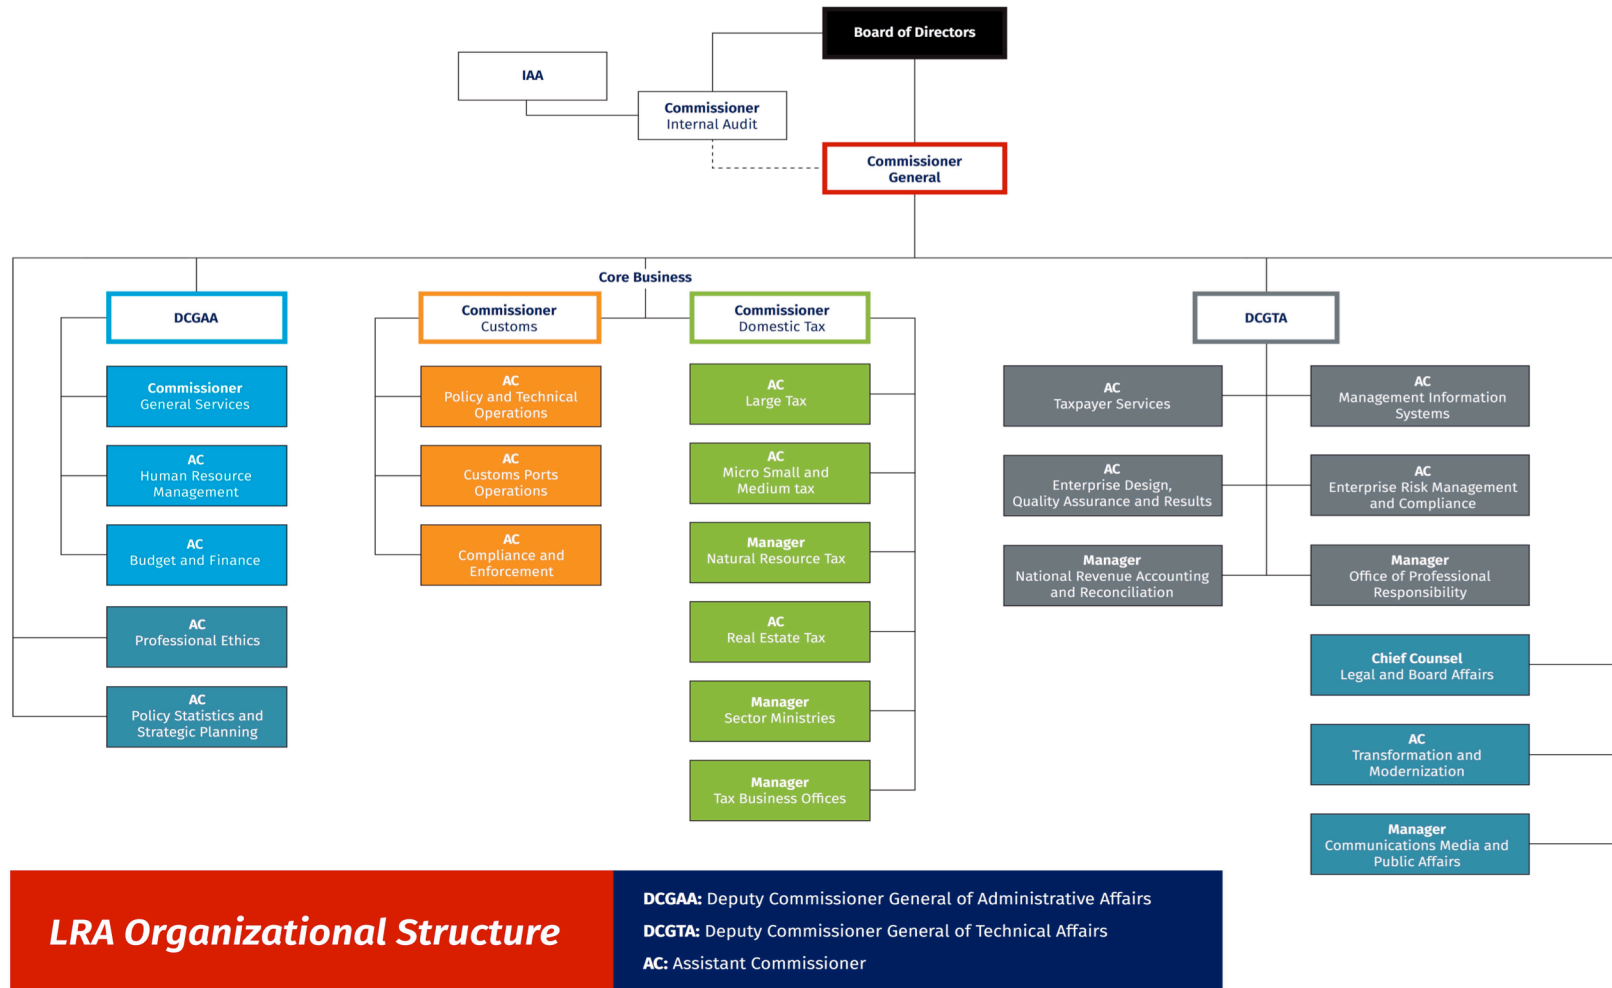 Board of Directors
IAA
Commissioner
Internal Audit
Commissioner
General
Core Business
DCGAA
Commissioner
General Services
AC
Human Resource
Management
AC
Budget and Finance
AC
Professional Ethics
AC
Policy Statistics and
Strategic Planning
Commissioner
Customs
AC
Policy and Technical
Operations
AC
Customs Ports
Operations
AC
Compliance and
Enforcement
Commissioner
Domestic Tax
AC
Large Tax
AC
Micro Small and
Medium tax
Manager
Natural Resource Tax
AC
Real Estate Tax
Manager
Sector Ministries
Manager
Tax Business Offices
DCGTA
AC
Taxpayer Services
AC
Enterprise Design,
Quality Assurance and Results
Manager
National Revenue Accounting
and Reconciliation
AC
Management Information
Systems
AC
Enterprise Risk Management
and Compliance
Manager
Office of Professional
Responsibility
Chief Counsel
Legal and Board Affairs
AC
Transformation and
Modernization
Manager
Communications Media and
Public Affairs
LRA Organizational Structure
DCGAA: Deputy Commissioner General of Administrative Affairs
DCGTA: Deputy Commissioner General of Technical Affairs
AC: Assistant Commissioner